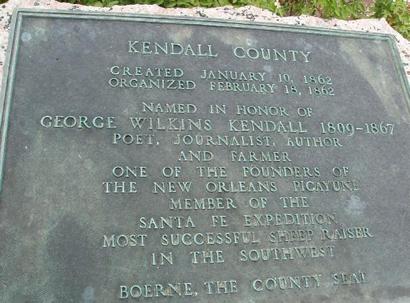 KENDALL COUNTY
CREATED JANUARY 10, 1862
ORGANIZED FEBRUARY 18, 1862
NAMED IN HONOR OF
GEORGE WILKINS KENDALL 1809-1867
POET, JOURNALIST, AUTHOR
AND FARMER
ONE OF THE FOUNDERS OF
THE NEW ORLEANS PICAYUNE
MEMBER OF THE
SANTA FE EXPEDITION
MOST SUCCESSFUL SHEEP RAISER
IN THE SOUTHWEST
BOERNE, THE COUNTY SEAT